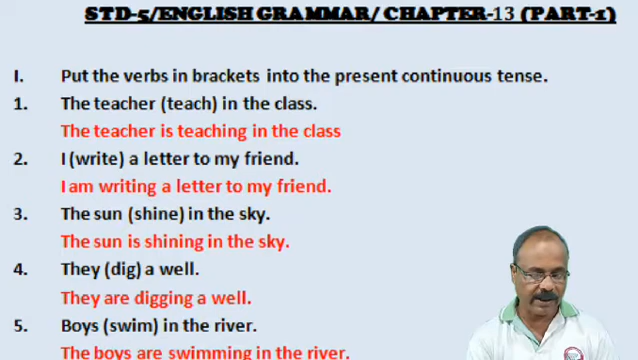 STD-5/ENGLISH GRAMMAR/ CHAPTER-13 (PART-1)
I. Put the verbs in brackets into the present continuous tense.
1. The teacher (teach) in the class.
The teacher is teaching in the class
2. I (write) a letter to my friend.
I am writing a letter to my friend.
3. The sun (shine) in the sky.
The sun is shining in the sky.
4. They (dig) a well.
They are digging a well.
5. Boys (swim) in the river.
The boys are swimming in the river.